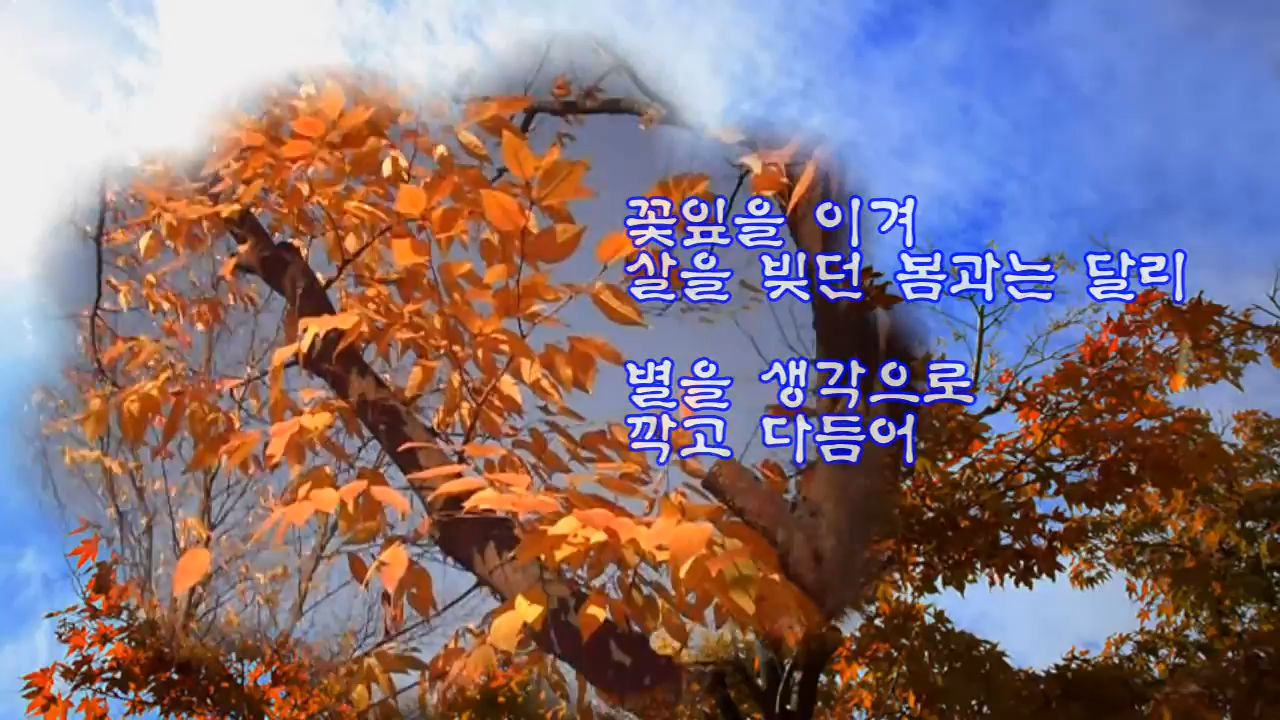 꽃잎을 이겨
살을 빚던 봄과는 달리
별을 생각으로
깍고 다듬어